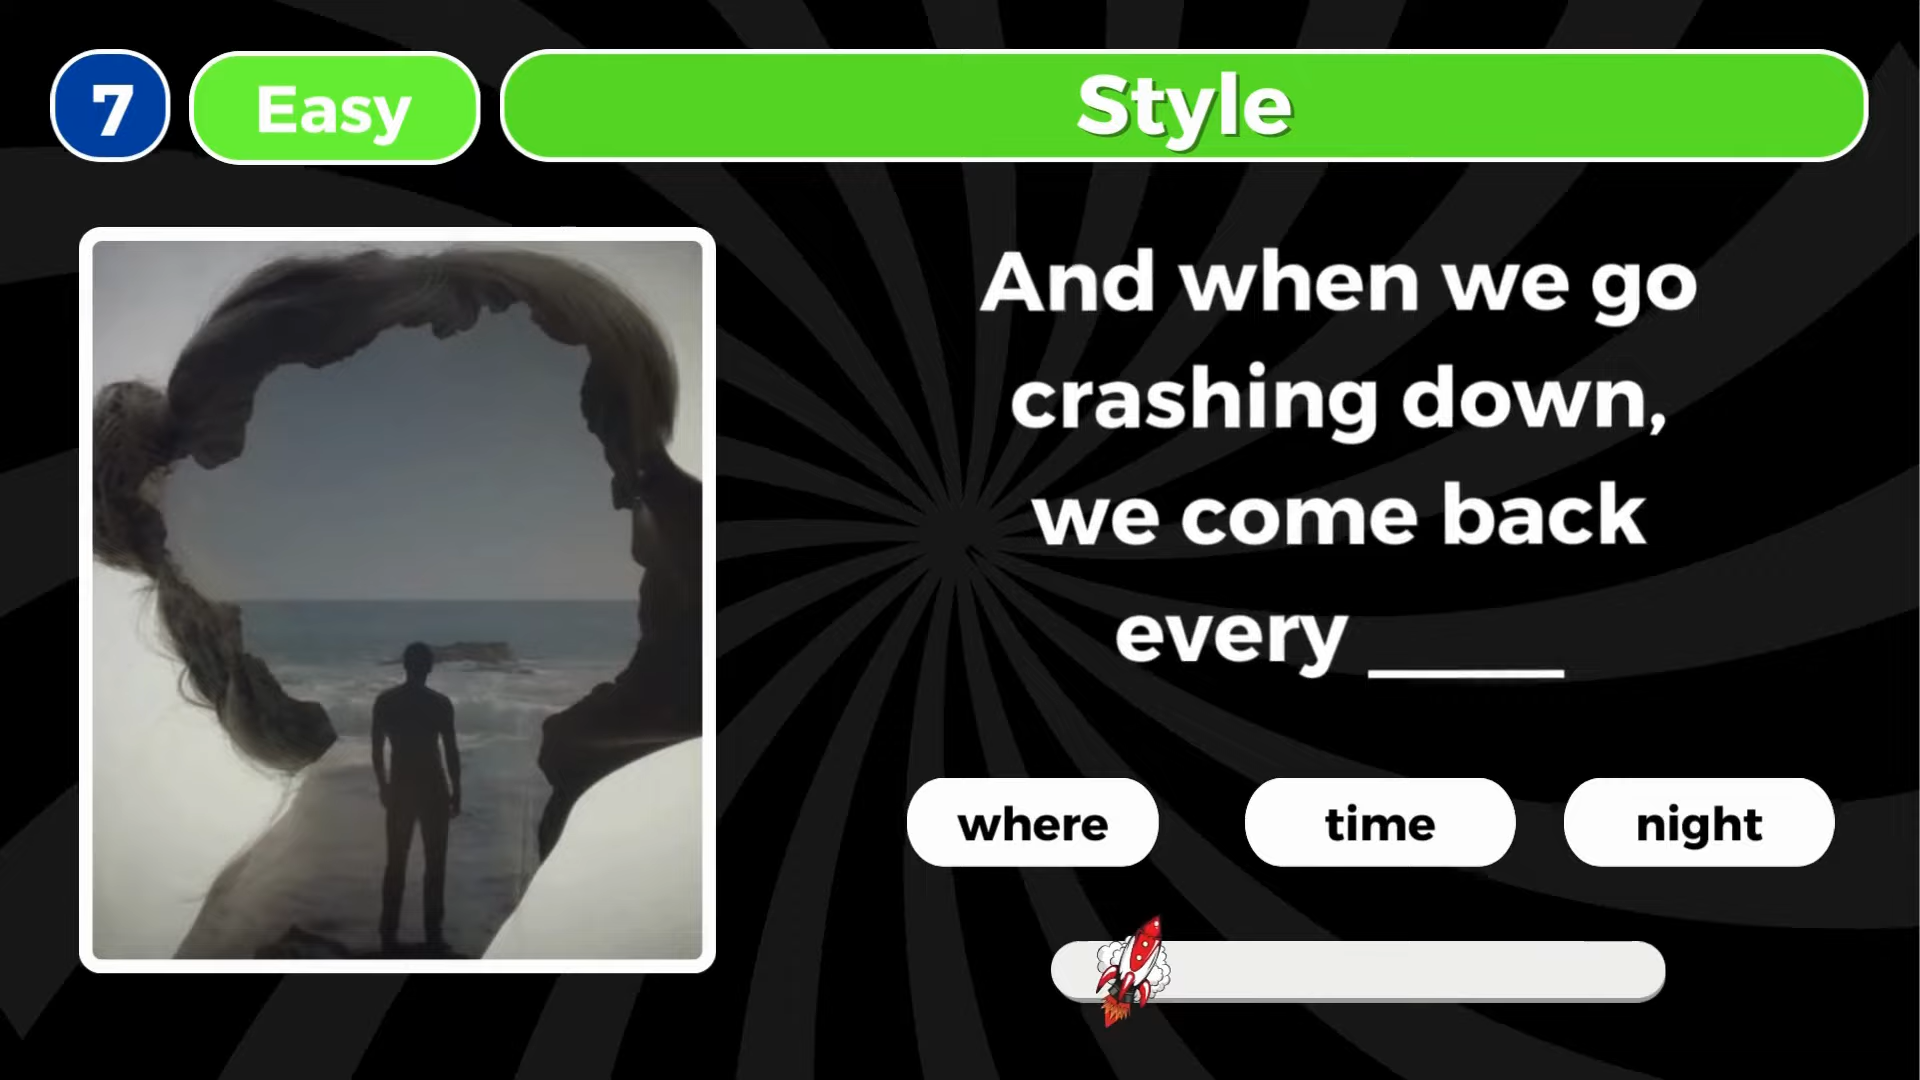 7
Easy
Style
And when we go
crashing down,
we come back
every _____
where
time
night